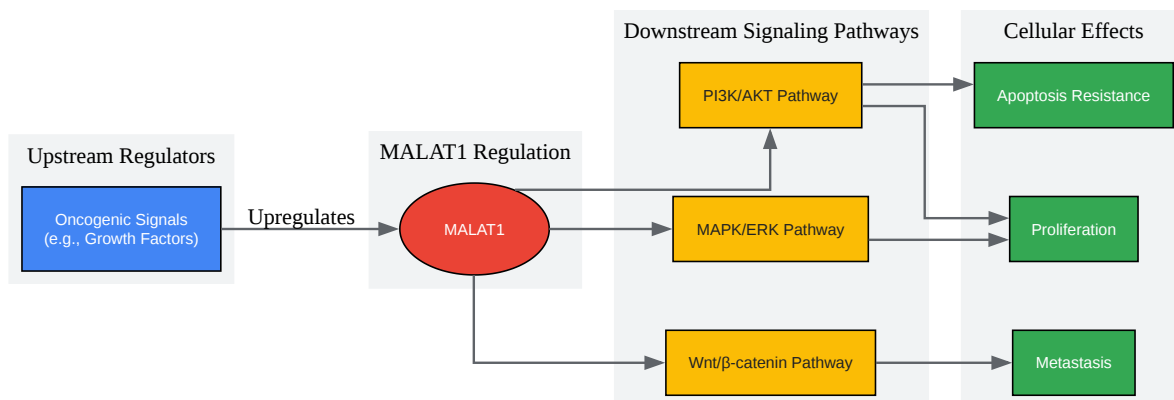 Upstream Regulators
Oncogenic Signals
(e.g., Growth Factors)
Upregulates
MALAT1 Regulation
MALAT1
Downstream Signaling Pathways
PI3K/AKT Pathway
MAPK/ERK Pathway
Wnt/β-catenin Pathway
Cellular Effects
Apoptosis Resistance
Proliferation
Metastasis